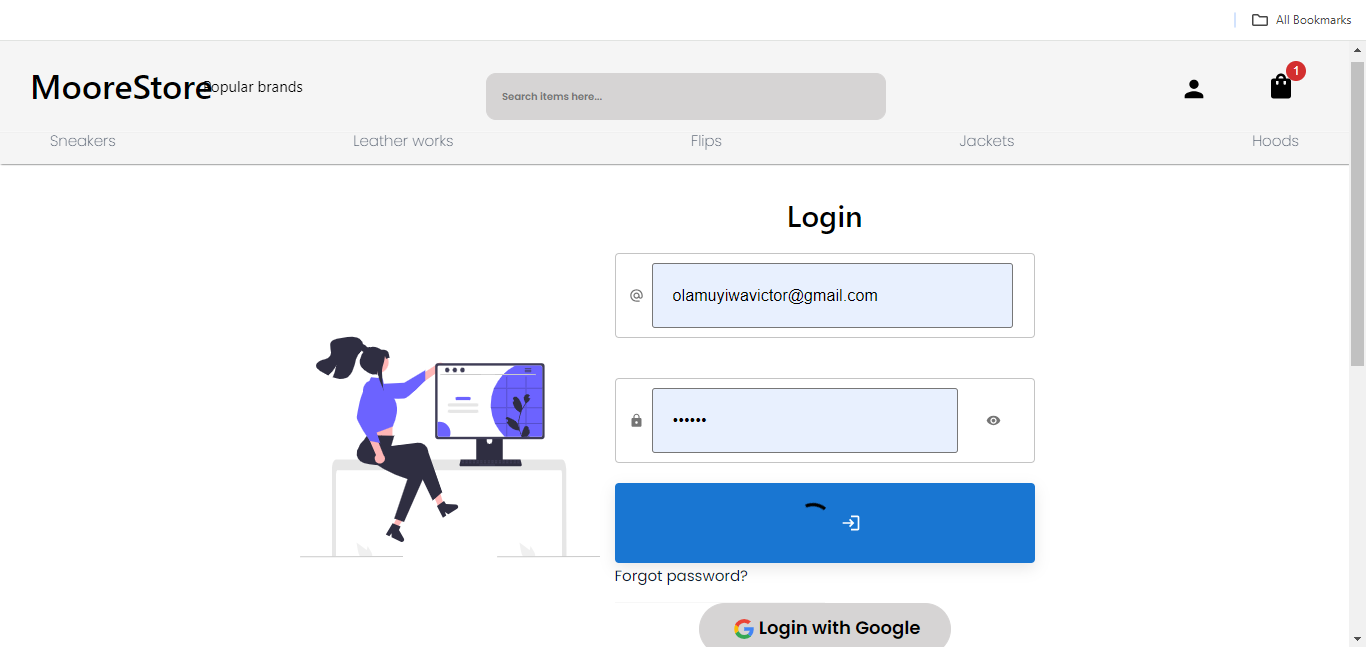 All Bookmarks
MooreStore
Popular brands
Search items here...
1
Sneakers
Leather works
Flips
Jackets
Hoods
Login
@
olamuyiwavictor@gmail.com
••••••
Forgot password?
Login with Google